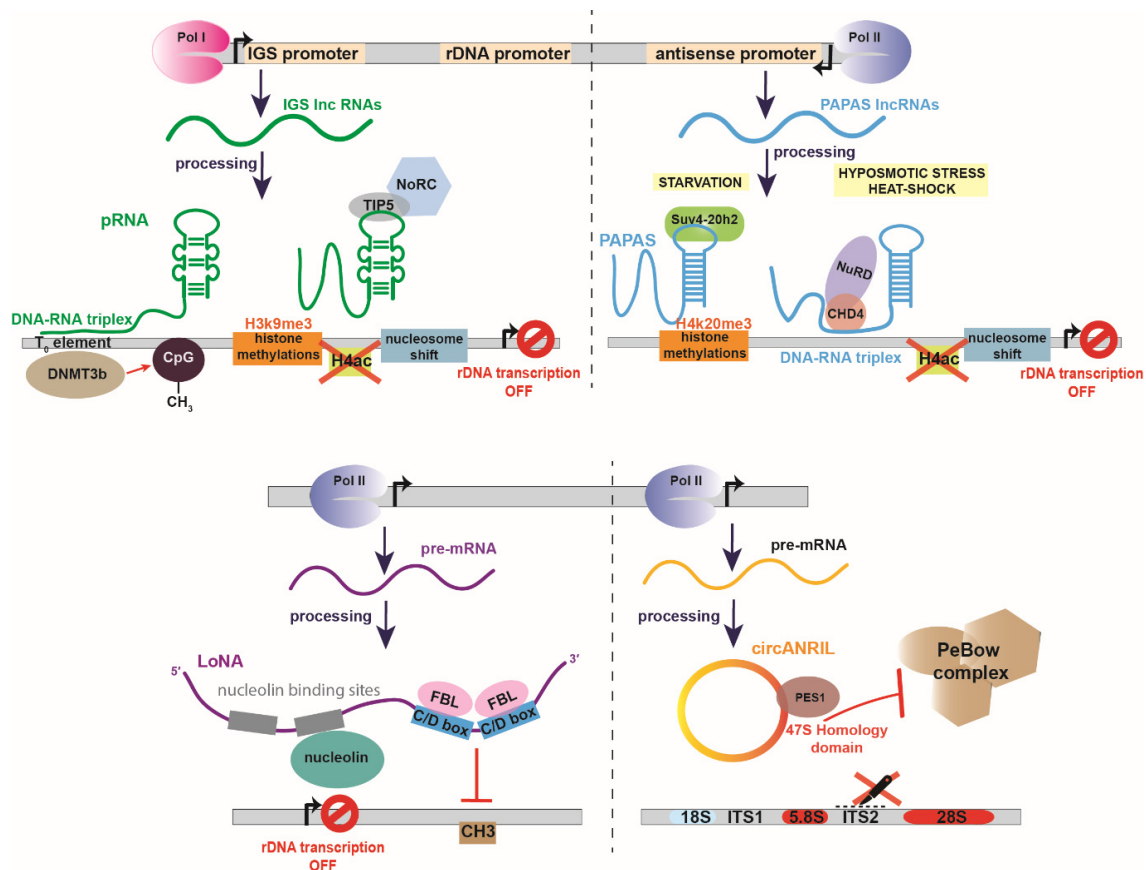 Pol I
IGS promoter
rDNA promoter
antisense promoter
Pol II
IGS lnc RNAs
processing
NoRC
TIP5
pRNA
DNA-RNA triplex
T0 element
DNMT3b
CpG
CH3
H3k9me3
histone
methylations
H4ac
nucleosome
shift
rDNA transcription
OFF
PAPAS lncRNAs
processing
STARVATION
HYPOSMOTIC STRESS
HEAT-SHOCK
Suv4-20h2
PAPAS
NuRD
CHD4
H4k20me3
histone
methylations
DNA-RNA triplex
H4ac
nucleosome
shift
rDNA transcription
OFF
Pol II
pre-mRNA
processing
LoNA
5′
3′
nucleolin binding sites
FBL
FBL
C/D box
C/D box
nucleolin
rDNA transcription
OFF
CH3
Pol II
pre-mRNA
processing
circANRIL
PES1
PeBow
complex
47S Homology
domain
18S
ITS1
5.8S
ITS2
28S